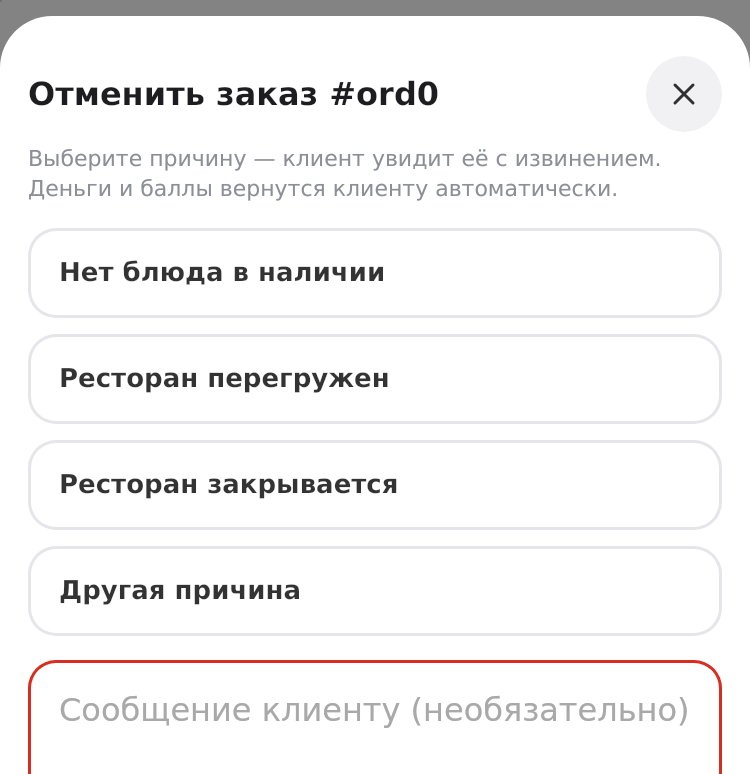 Отменить заказ #ord0
Выберите причину — клиент увидит её с извинением.
Деньги и баллы вернутся клиенту автоматически.
Нет блюда в наличии
Ресторан перегружен
Ресторан закрывается
Другая причина
Сообщение клиенту (необязательно)